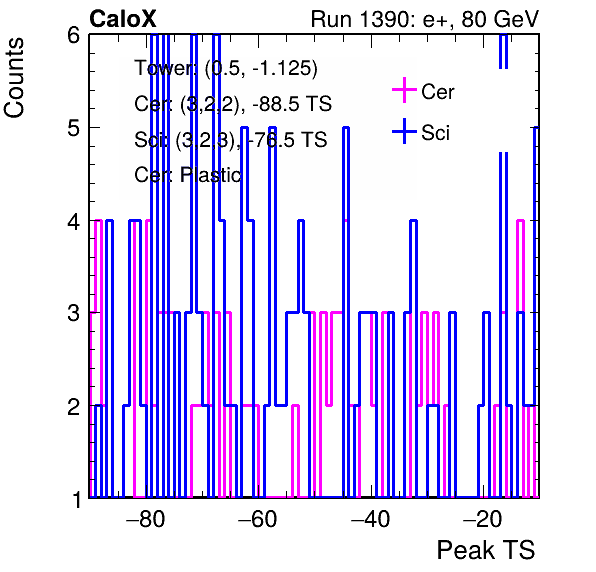 CaloX
Run 1390: e+, 80 GeV
Counts
6
5
4
3
2
1
Tower: (0.5, -1.125)
Cer: (3,2,2), -88.5 TS
Sci: (3,2,3), -76.5 TS
Cer: Plastic
Cer
Sci
−80
−60
−40
−20
Peak TS